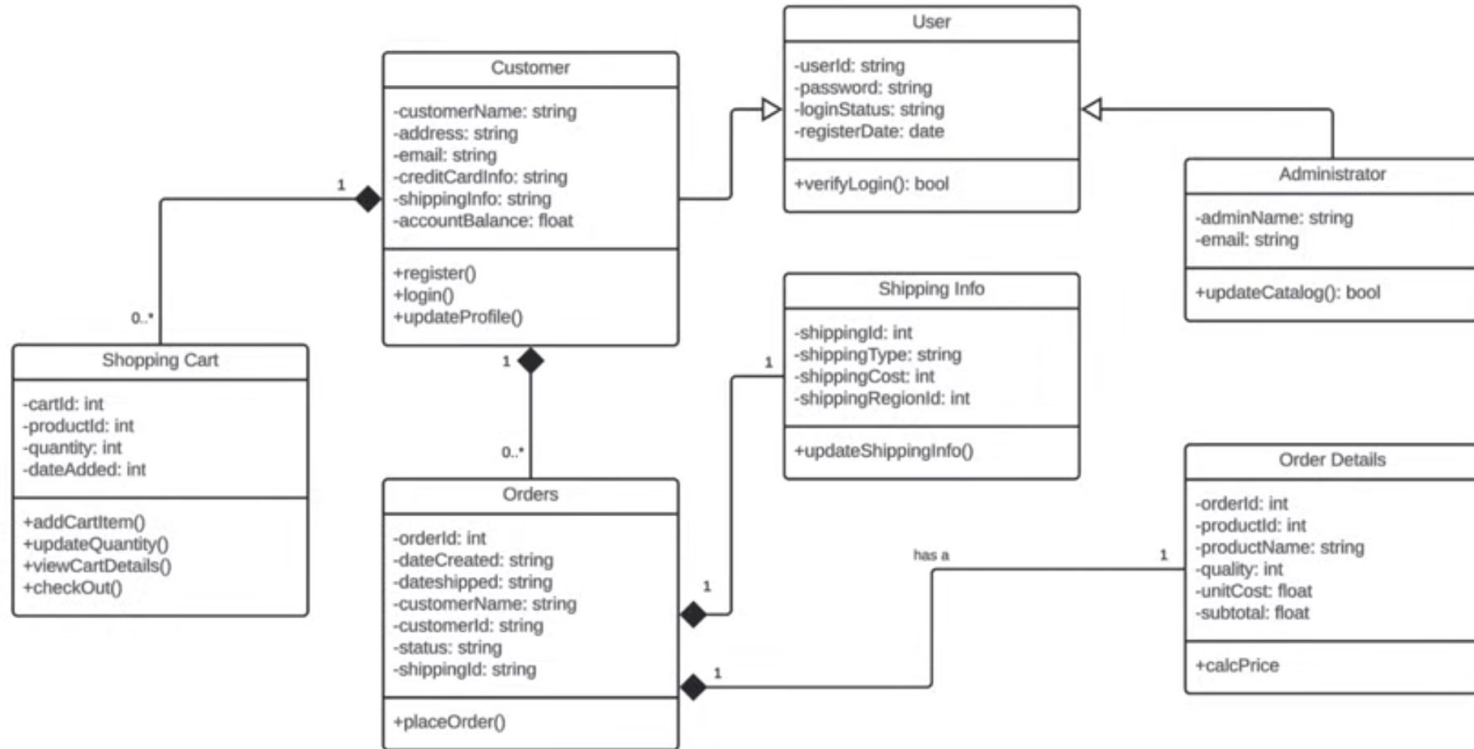 User
-userId: string
-password: string
-loginStatus: string
-registerDate: date
+verifyLogin(): bool
Customer
-customerName: string
-address: string
-email: string
-creditCardInfo: string
-shippingInfo: string
-accountBalance: float
+register()
+login()
+updateProfile()
1
0..*
1
0..*
Administrator
-adminName: string
-email: string
+updateCatalog(): bool
Shipping Info
-shippingId: int
-shippingType: string
-shippingCost: int
-shippingRegionId: int
+updateShippingInfo()
1
1
Shopping Cart
-cartId: int
-productId: int
-quantity: int
-dateAdded: int
+addCartItem()
+updateQuantity()
+viewCartDetails()
+checkOut()
Orders
-orderId: int
-dateCreated: string
-dateshipped: string
-customerName: string
-customerId: string
-status: string
-shippingId: string
+placeOrder()
1
has a
1
Order Details
-orderId: int
-productId: int
-productName: string
-quality: int
-unitCost: float
-subtotal: float
+calcPrice